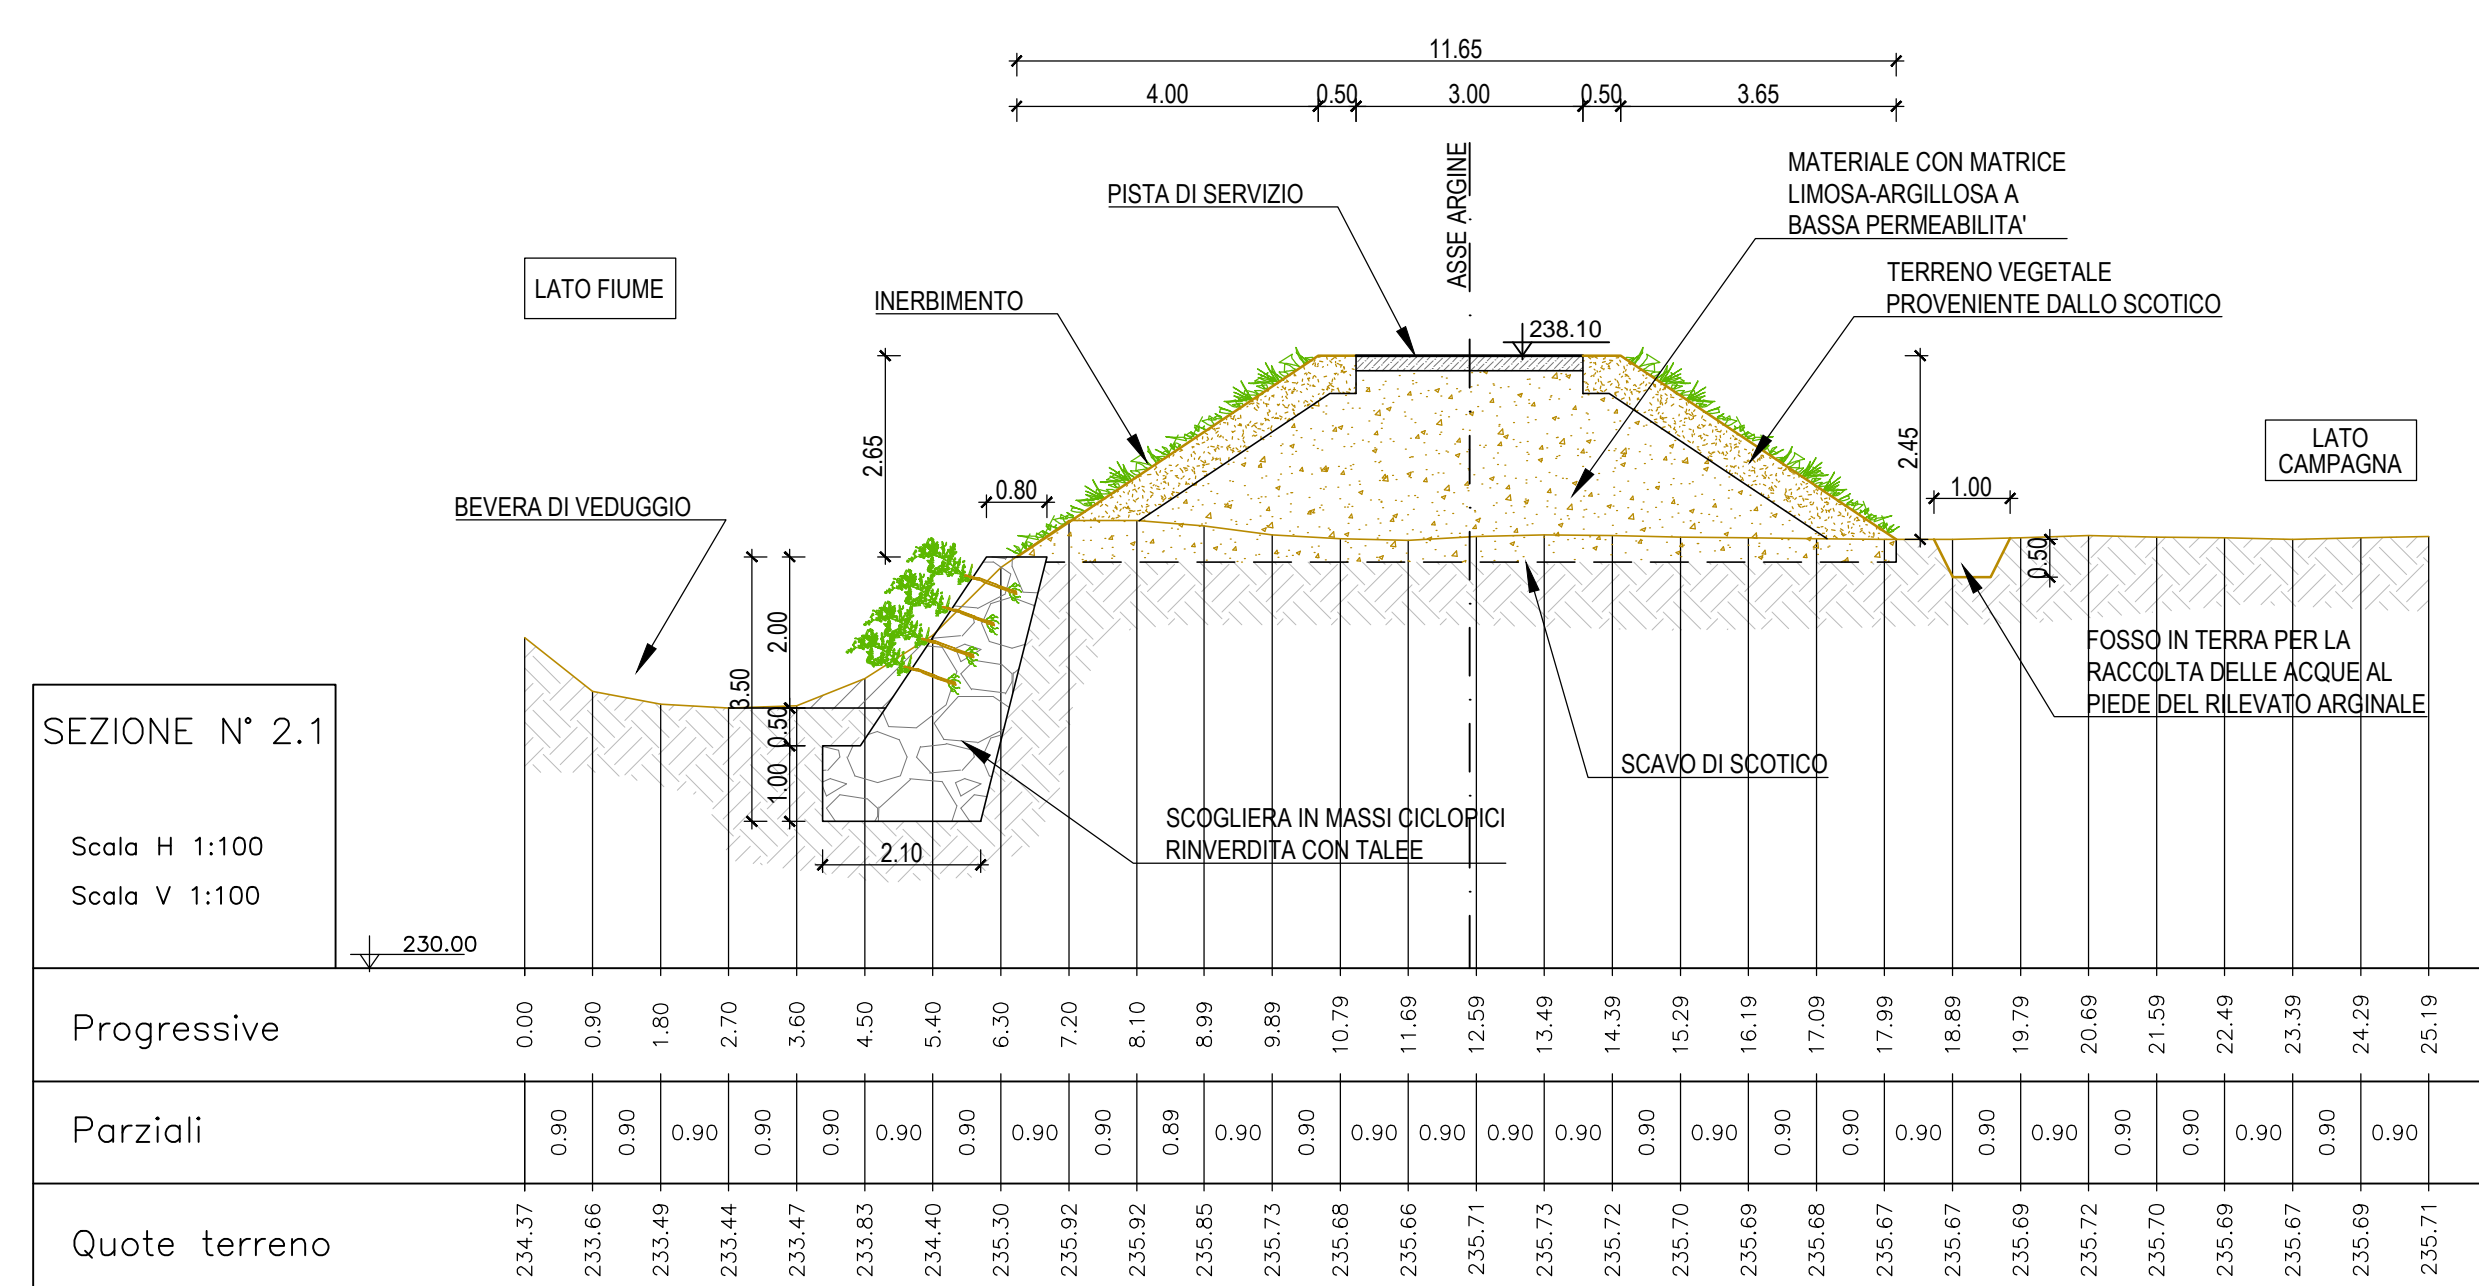 11.65
4.00 0.50 3.00 0.50 3.65
ASSE ARGINE
MATERIALE CON MATRICE
LIMOSA-ARGILLOSA A
BASSA PERMEABILITA'
PISTA DI SERVIZIO
TERRENO VEGETALE
PROVENIENTE DALLO SCOTICO
LATO FIUME
INERBIMENTO
238.10
2.65
2.45
LATO
CAMPAGNA
0.80
1.00
BEVERA DI VEDUGGIO
0.50
2.00
3.50
0.50
1.00
FOSSO IN TERRA PER LA
RACCOLTA DELLE ACQUE AL
PIEDE DEL RILEVATO ARGINALE
SCAVO DI SCOTICO
SCOGLIERA IN MASSI CICLOPICI
RINVERDITA CON TALEE
2.10
SEZIONE N° 2.1
Scala H 1:100
Scala V 1:100
230.00
Progressive 0.00 0.90 1.80 2.70 3.60 4.50 5.40 6.30 7.20 8.10 8.99 9.89 10.79 11.69 12.59 13.49 14.39 15.29 16.19 17.09 17.99 18.89 19.79 20.69 21.59 22.49 23.39 24.29 25.19
Parziali 0.90 0.90 0.90 0.90 0.90 0.90 0.90 0.90 0.90 0.89 0.90 0.90 0.90 0.90 0.90 0.90 0.90 0.90 0.90 0.90 0.90 0.90 0.90 0.90 0.90 0.90 0.90 0.90
Quote terreno 234.37 233.66 233.49 233.44 233.47 233.83 234.40 235.30 235.92 235.92 235.85 235.73 235.68 235.66 235.71 235.73 235.72 235.70 235.69 235.68 235.67 235.67 235.69 235.72 235.70 235.69 235.67 235.69 235.71